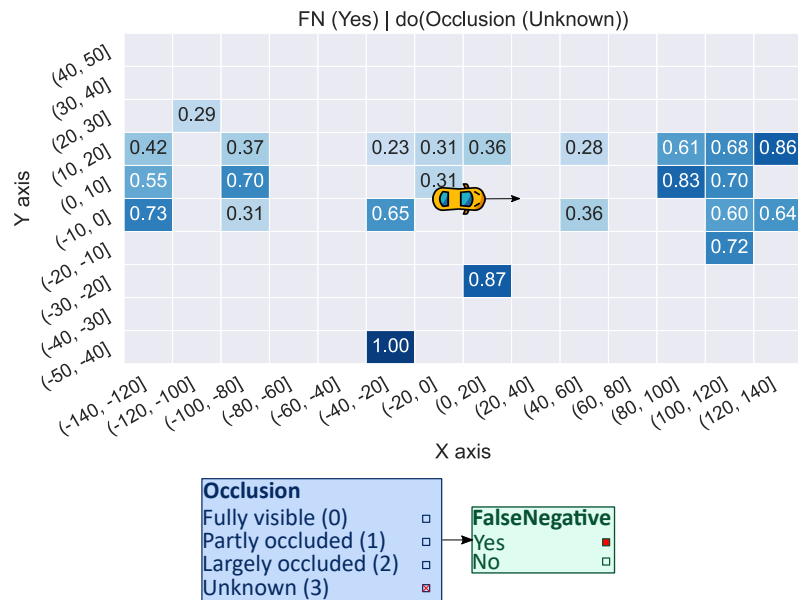 FN (Yes) | do(Occlusion (Unknown))
Y axis
(40, 50]
(30, 40]
(20, 30]
(10, 20]
(0, 10]
(-10, 0]
(-20, -10]
(-30, -20]
(-40, -30]
(-50, -40]
0.29
0.42 0.37 0.23 0.31 0.36 0.28 0.61 0.68 0.86
0.55 0.70 0.31 0.83 0.70
0.73 0.31 0.65 0.36 0.60 0.64
0.72
0.87
1.00
(-140, -120]
(-120, -100]
(-100, -80]
(-80, -60]
(-60, -40]
(-40, -20]
(-20, 0]
(0, 20]
(20, 40]
(40, 60]
(60, 80]
(80, 100]
(100, 120]
(120, 140]
X axis
Occlusion
Fully visible (0)
Partly occluded (1)
Largely occluded (2)
Unknown (3)
FalseNegative
Yes
No